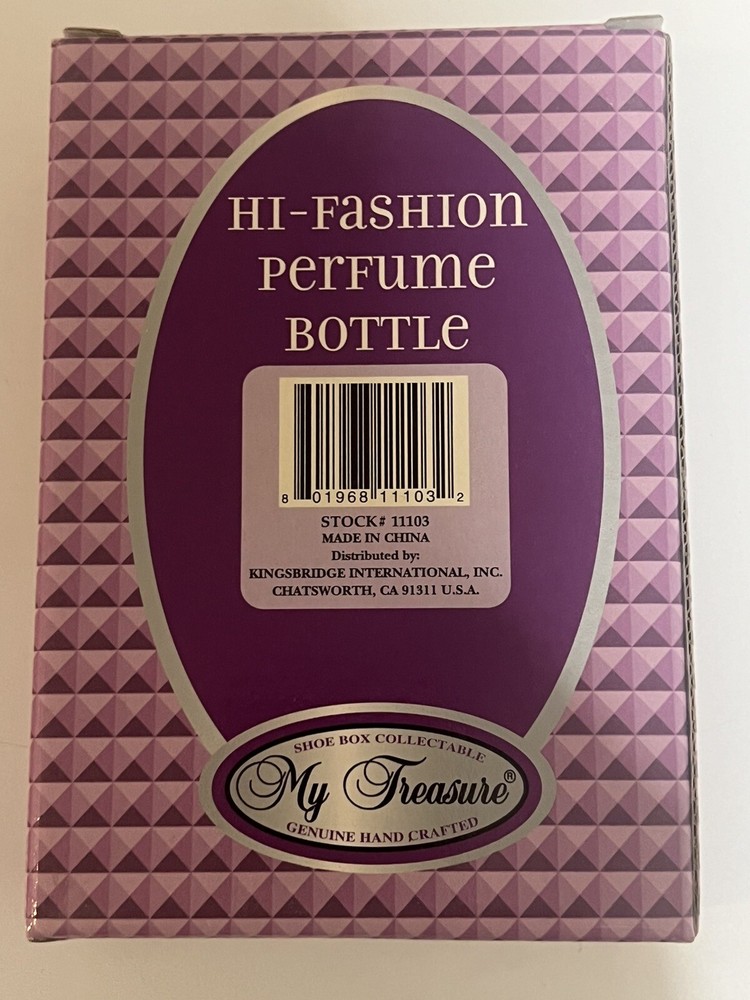 HI-FASHION
PERFUME
BOTTLE
8 01968 11103 2
STOCK# 11103
MADE IN CHINA
Distributed by:
KINGSBRIDGE INTERNATIONAL, INC.
CHATSWORTH, CA 91311 U.S.A.
SHOE BOX COLLECTABLE
My Treasure®
GENUINE HAND CRAFTED